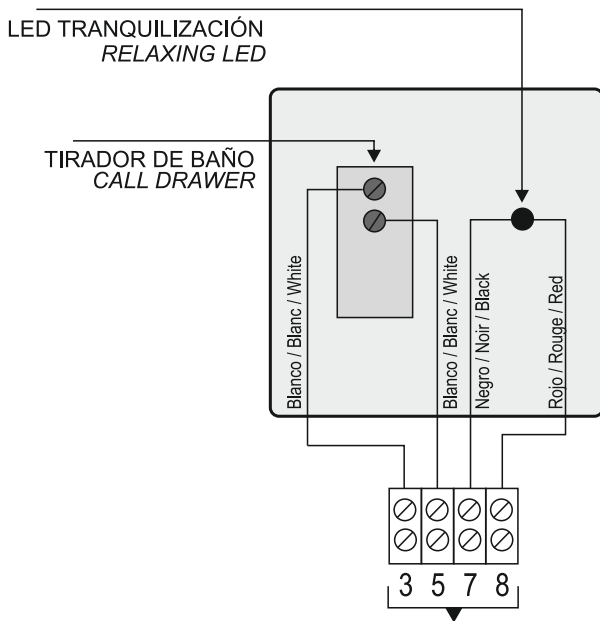 LED TRANQUILIZACIÓN
RELAXING LED
TIRADOR DE BAÑO
CALL DRAWER
Blanco / Blanc / White
Blanco / Blanc / White
Negro / Noir / Black
Rojo / Rouge / Red
3 5 7 8